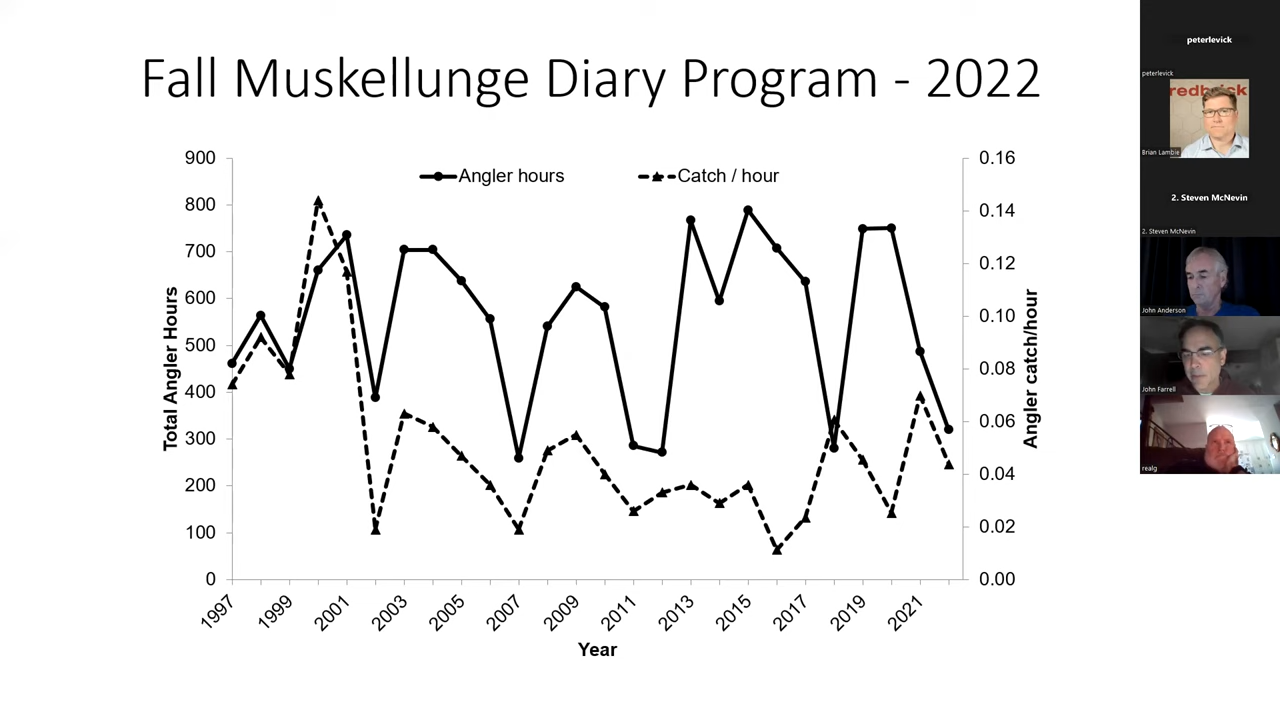 Fall Muskellunge Diary Program - 2022
Angler hours
Catch / hour
Total Angler Hours
900
800
700
600
500
400
300
200
100
0
0.16
0.14
0.12
0.10
0.08
0.06
0.04
0.02
0.00
Angler catch/hour
1997
1999
2001
2003
2005
2007
2009
2011
2013
2015
2017
2019
2021
Year
peterlevick
peterlevick
Brian Lambie
2. Steven McNevin
2. Steven McNevin
John Anderson
John Farrell
realg